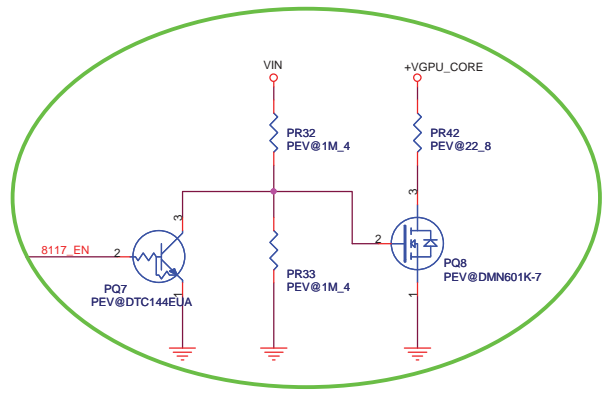 VIN
+VGPU_CORE
PR32
PEV@1M_4
PR42
PEV@22_8
3
3
8117_EN
2
2
PQ7
PEV@DTC144EUA
1
PR33
PEV@1M_4
PQ8
PEV@DMN601K-7
1